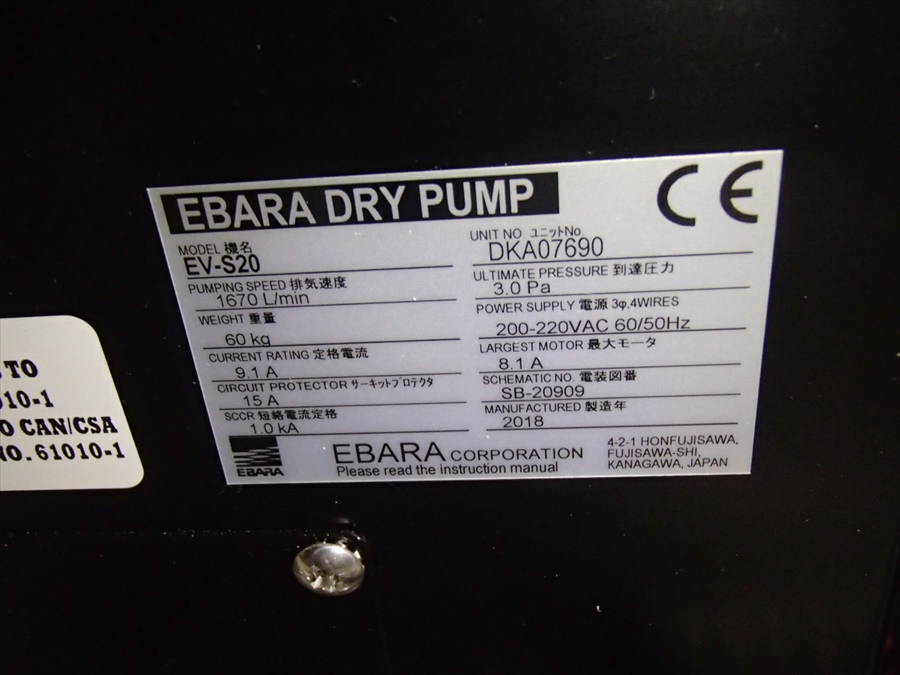 EBARA DRY PUMP
CE
MODEL 機名
EV-S20
PUMPING SPEED 排気速度
1670 L/min
WEIGHT 重量
60 kg
CURRENT RATING 定格電流
9.1 A
CIRCUIT PROTECTOR サーキットプロテクタ
15 A
SCCR 短絡電流定格
1.0 kA
UNIT NO. ユニットNo.
DKA07690
ULTIMATE PRESSURE 到達圧力
3.0 Pa
POWER SUPPLY 電源 3φ,4WIRES
200-220VAC 60/50Hz
LARGEST MOTOR 最大モータ
8.1 A
SCHEMATIC NO. 電装図番
SB-20909
MANUFACTURED 製造年
2018
EBARA
EBARA CORPORATION
Please read the instruction manual
4-2-1 HONFUJISAWA,
FUJISAWA-SHI,
KANAGAWA, JAPAN
TO
010-1
O CAN/CSA
NO. 61010-1